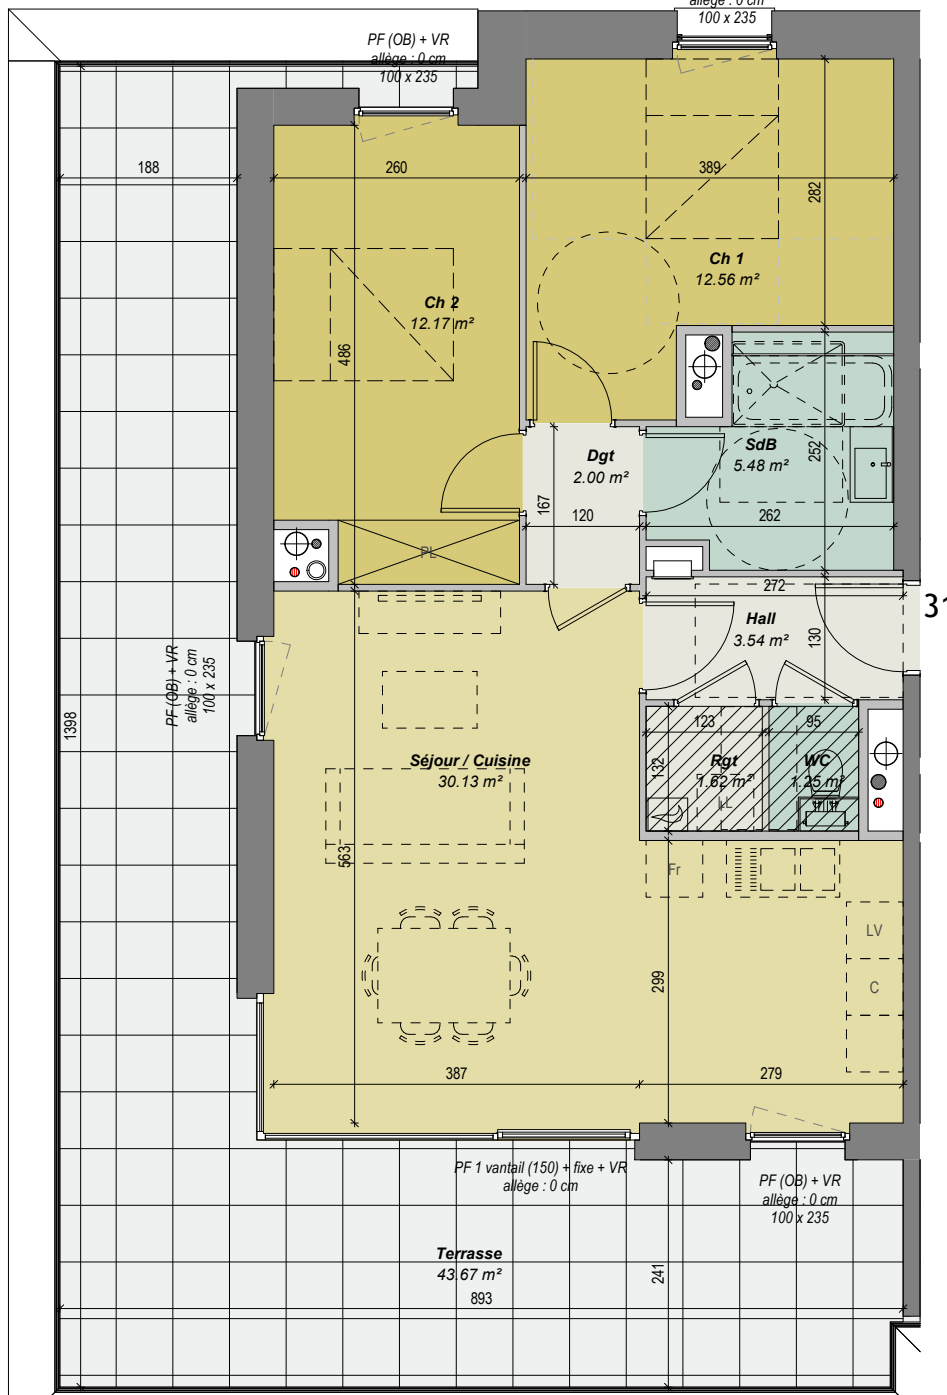 allège : 0 cm
100 x 235
PF (OB) + VR
allège : 0 cm
100 x 235
188
260
389
282
Ch 1
12.56 m²
Ch 2
12.17 m²
486
Dgt
2.00 m²
SdB
5.48 m²
252
167
120
262
PL
272
31
Hall
3.54 m²
130
PF (OB) + VR
allège : 0 cm
100 x 235
1398
123
95
132
Rgt
1.62 m²
WC
1.25 m²
LL
Séjour / Cuisine
30.13 m²
563
Fr
LV
C
299
387
279
PF 1 vantail (150) + fixe + VR
allège : 0 cm
PF (OB) + VR
allège : 0 cm
100 x 235
Terrasse
43.67 m²
241
893